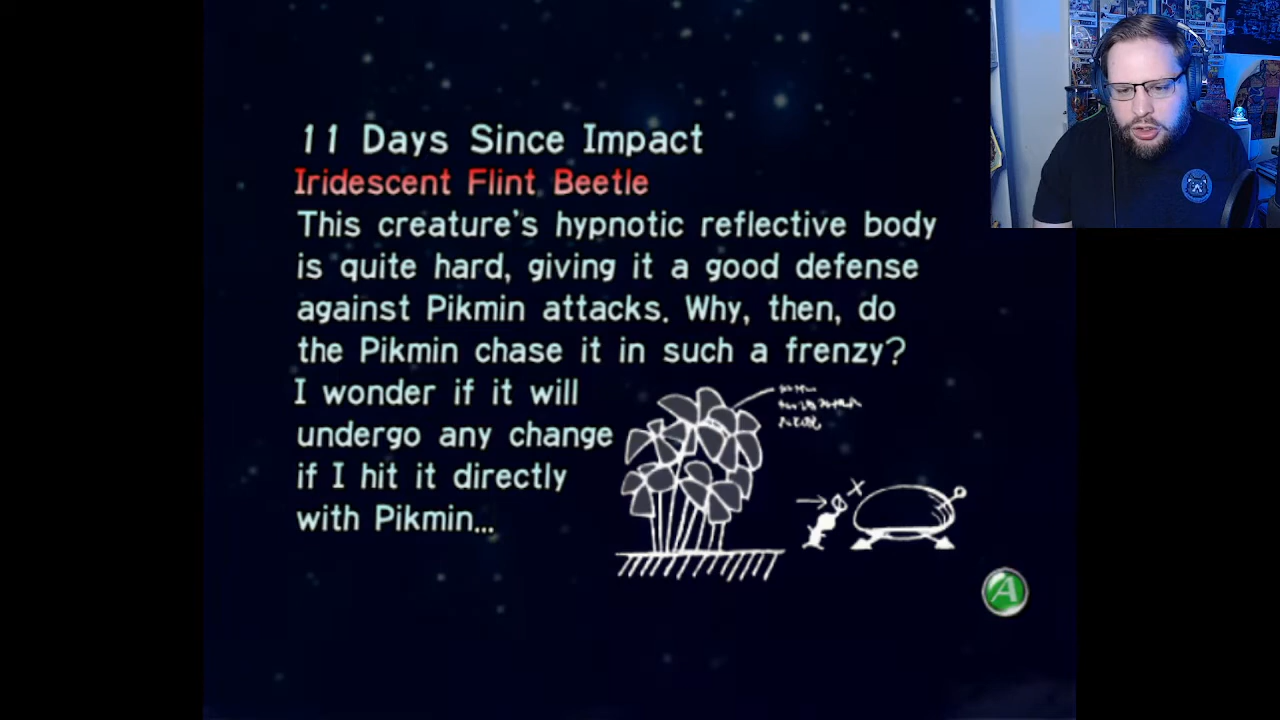 11 Days Since Impact
Iridescent Flint Beetle
This creature's hypnotic reflective body
is quite hard, giving it a good defense
against Pikmin attacks. Why, then, do
the Pikmin chase it in such a frenzy?
I wonder if it will
undergo any change
if I hit it directly
with Pikmin...
A